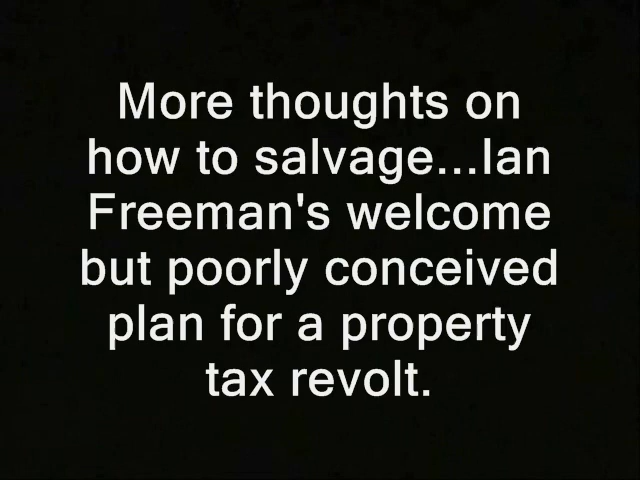 More thoughts on
how to salvage...Ian
Freeman's welcome
but poorly conceived
plan for a property
tax revolt.